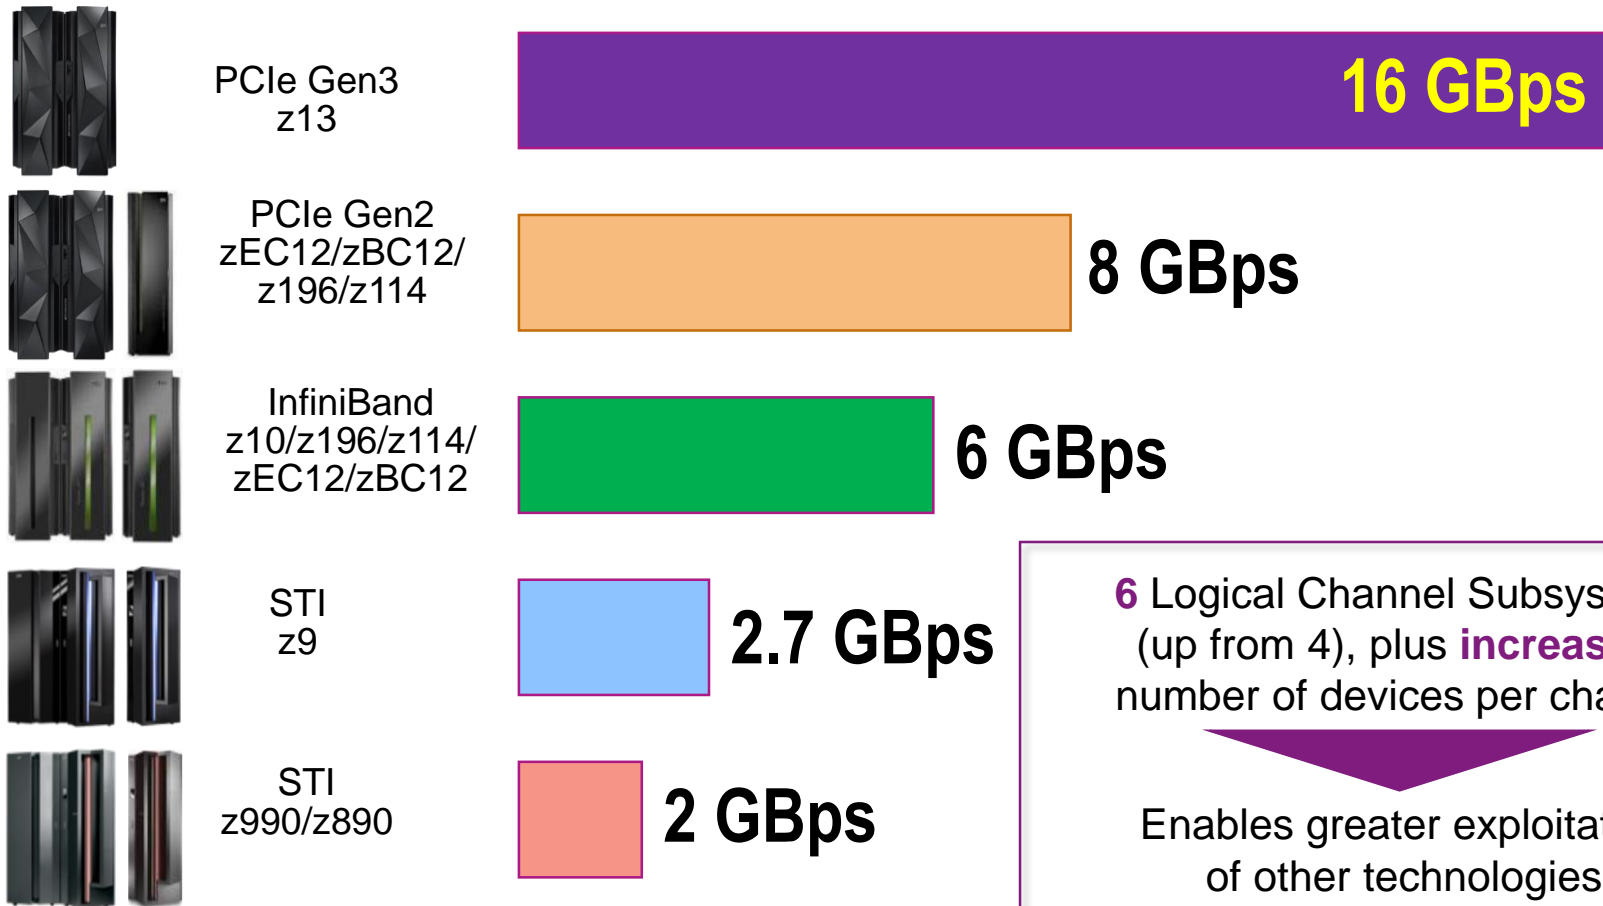 PCIe Gen3
z13
16 GBps
PCIe Gen2
zEC12/zBC12/
z196/z114
8 GBps
InfiniBand
z10/z196/z114/
zEC12/zBC12
6 GBps
STI
z9
2.7 GBps
STI
z990/z890
2 GBps
6 Logical Channel Subsys
(up from 4), plus increas
number of devices per cha
Enables greater exploitat
of other technologies